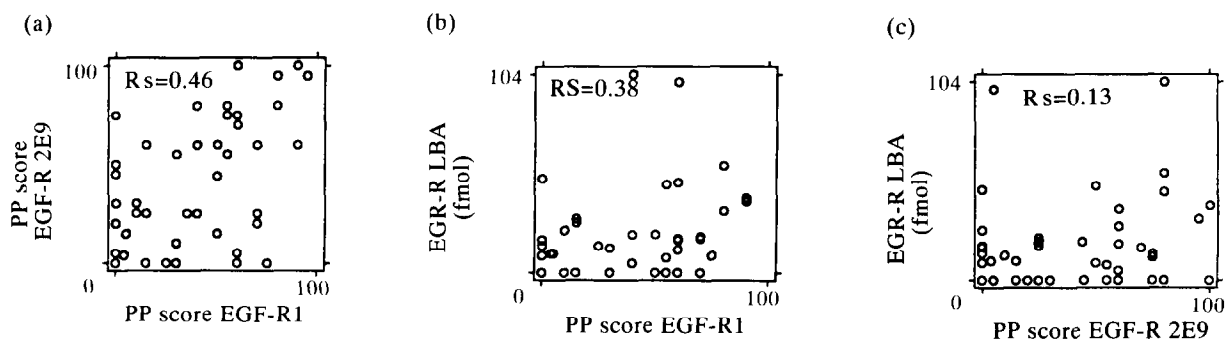 (a)
100
Rs=0.46
PP score
EGF-R 2E9
0
100
PP score EGF-R1
(b)
104
RS=0.38
EGR-R LBA
(fmol)
0
100
PP score EGF-R1
(c)
104
Rs=0.13
EGR-R LBA
(fmol)
0
100
PP score EGF-R 2E9